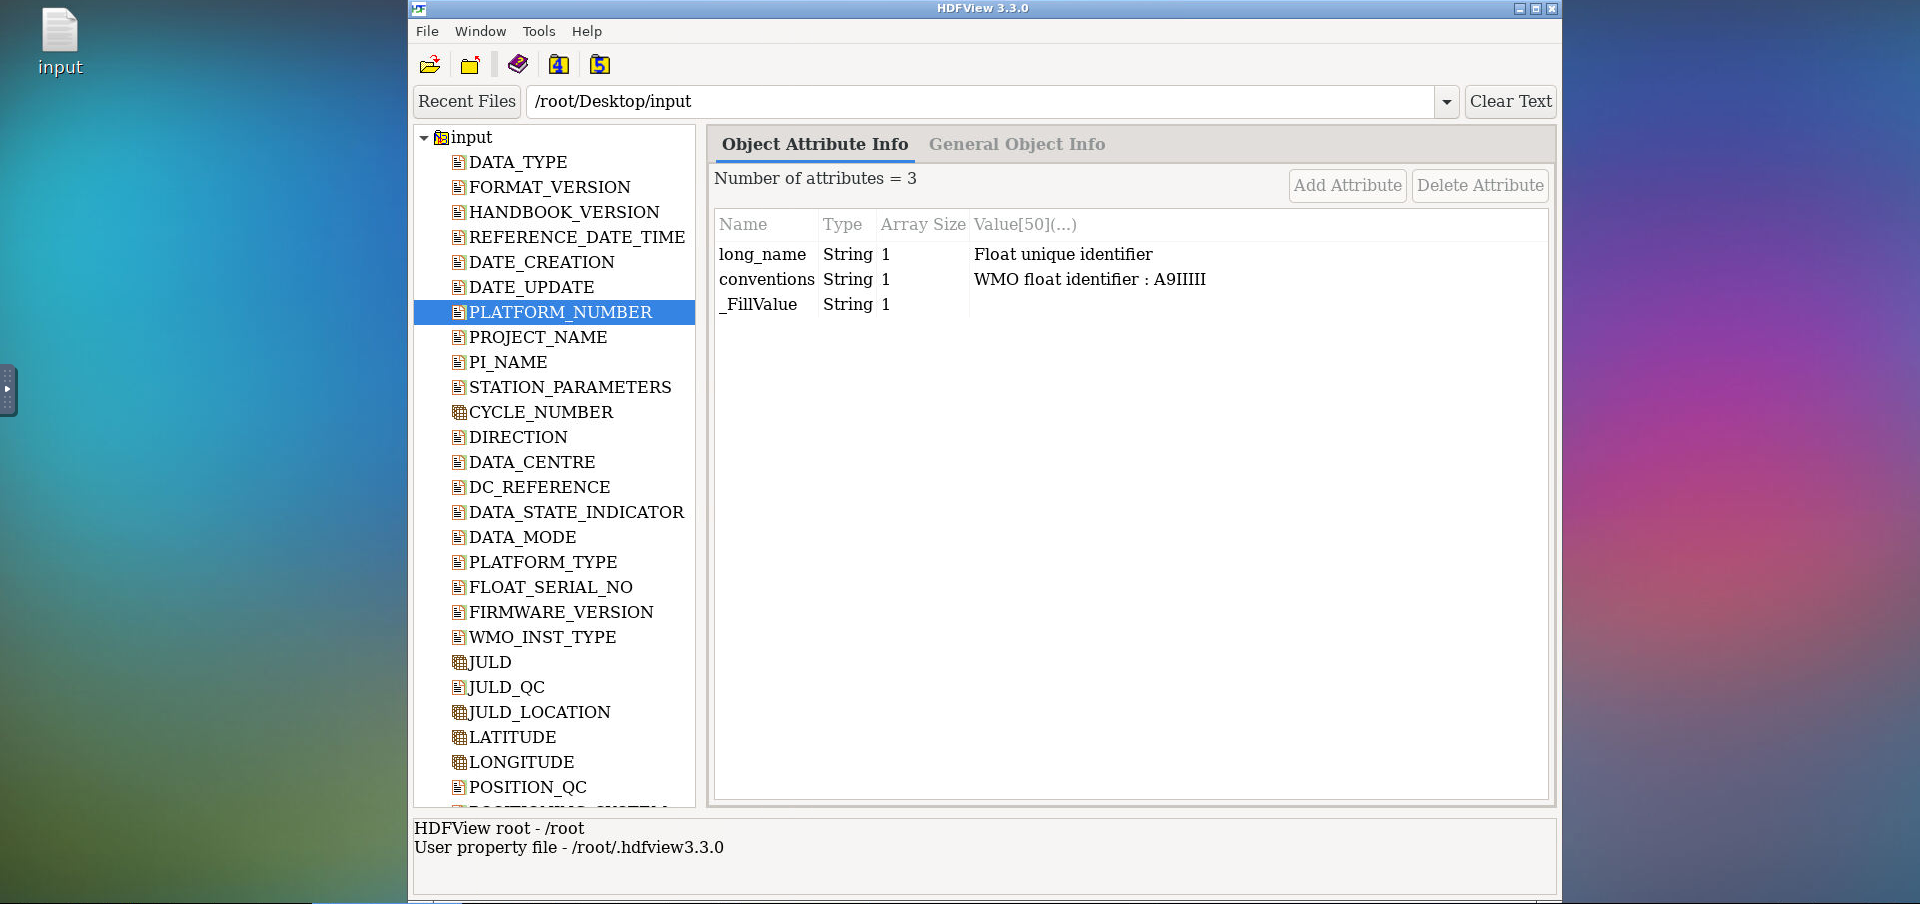 input
HDFView 3.3.0
File Window Tools Help
4 5
Recent Files /root/Desktop/input Clear Text
input
DATA_TYPE
FORMAT_VERSION
HANDBOOK_VERSION
REFERENCE_DATE_TIME
DATE_CREATION
DATE_UPDATE
PLATFORM_NUMBER
PROJECT_NAME
PI_NAME
STATION_PARAMETERS
CYCLE_NUMBER
DIRECTION
DATA_CENTRE
DC_REFERENCE
DATA_STATE_INDICATOR
DATA_MODE
PLATFORM_TYPE
FLOAT_SERIAL_NO
FIRMWARE_VERSION
WMO_INST_TYPE
JULD
JULD_QC
JULD_LOCATION
LATITUDE
LONGITUDE
POSITION_QC
Object Attribute Info General Object Info
Number of attributes = 3 Add Attribute Delete Attribute
Name Type Array Size Value[50](...)
long_name String 1 Float unique identifier
conventions String 1 WMO float identifier : A9IIIII
_FillValue String 1
HDFView root - /root
User property file - /root/.hdfview3.3.0